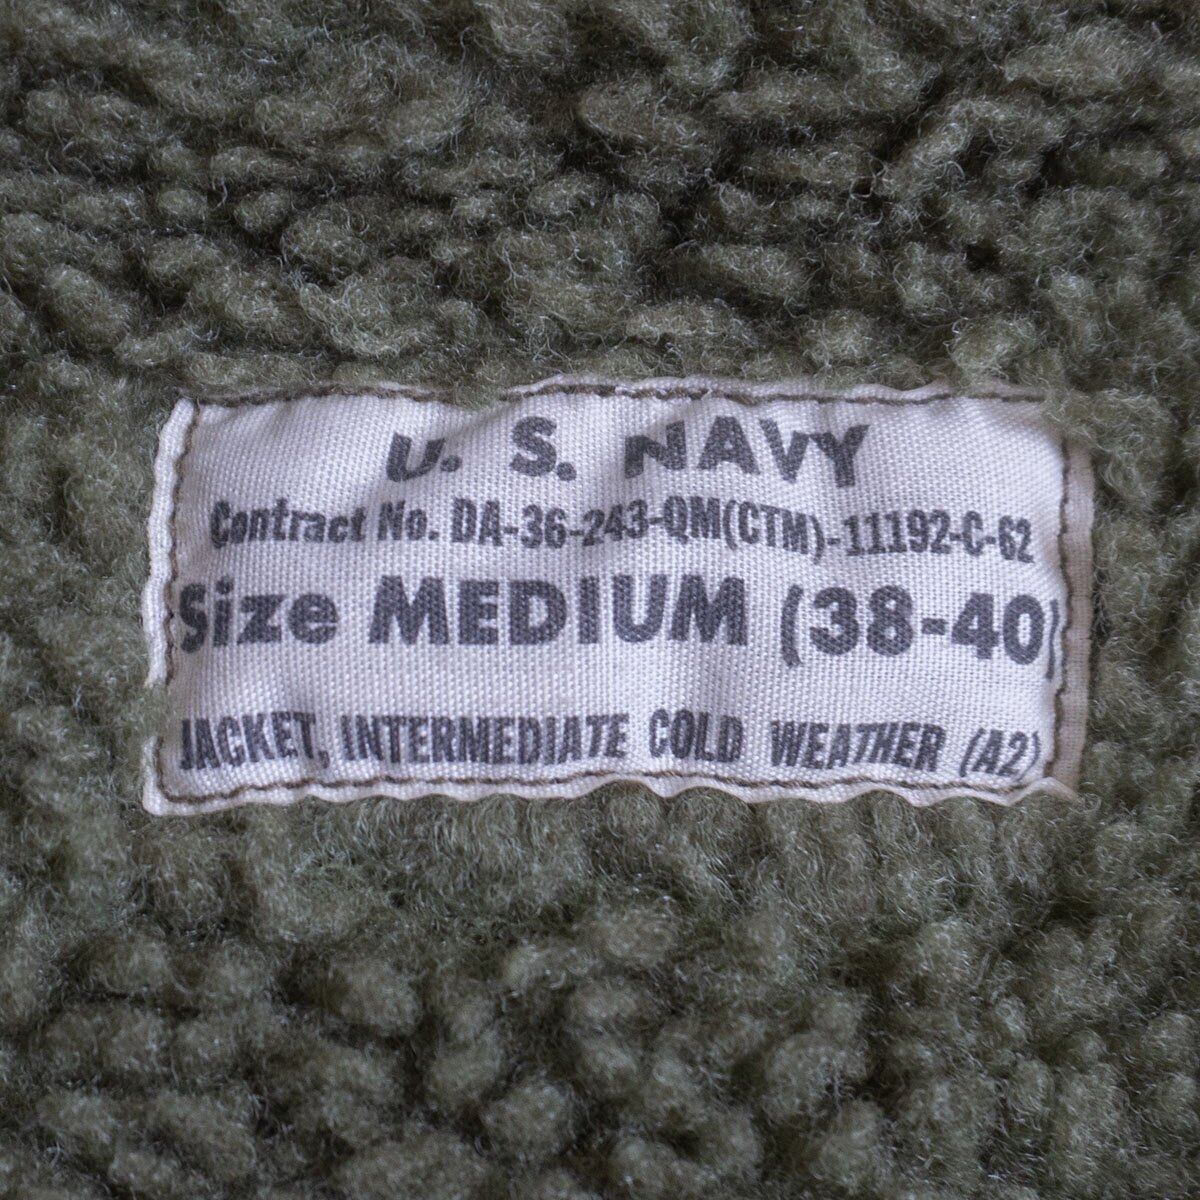 U. S. NAVY
Contract No. DA-36-243-QM(CTM)-11192-C-62
Size MEDIUM (38-40)
JACKET, INTERMEDIATE COLD WEATHER (A2)